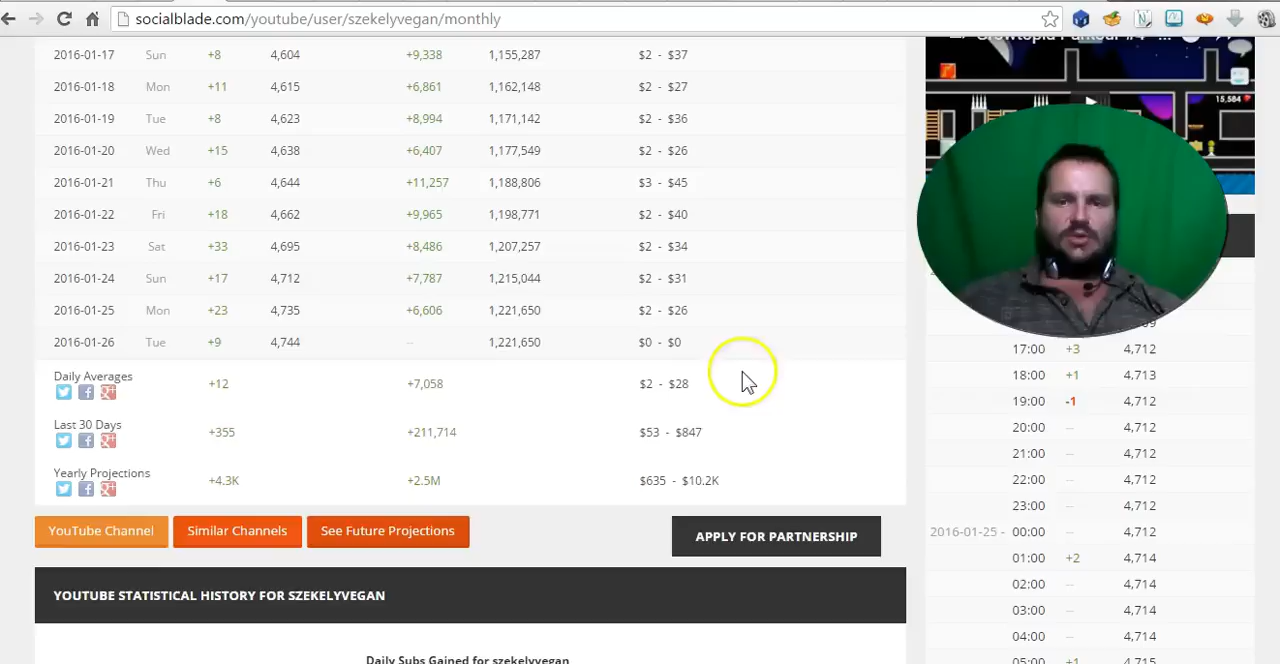 socialblade.com/youtube/user/szekelyvegan/monthly
2016-01-17 Sun +8 4,604 +9,338 1,155,287 $2 - $37
2016-01-18 Mon +11 4,615 +6,861 1,162,148 $2 - $27
2016-01-19 Tue +8 4,623 +8,994 1,171,142 $2 - $36
2016-01-20 Wed +15 4,638 +6,407 1,177,549 $2 - $26
2016-01-21 Thu +6 4,644 +11,257 1,188,806 $3 - $45
2016-01-22 Fri +18 4,662 +9,965 1,198,771 $2 - $40
2016-01-23 Sat +33 4,695 +8,486 1,207,257 $2 - $34
2016-01-24 Sun +17 4,712 +7,787 1,215,044 $2 - $31
2016-01-25 Mon +23 4,735 +6,606 1,221,650 $2 - $26
2016-01-26 Tue +9 4,744 -- 1,221,650 $0 - $0
Daily Averages +12 +7,058 $2 - $28
Last 30 Days +355 +211,714 $53 - $847
Yearly Projections +4.3K +2.5M $635 - $10.2K
YouTube Channel Similar Channels See Future Projections
APPLY FOR PARTNERSHIP
YOUTUBE STATISTICAL HISTORY FOR SZEKELYVEGAN
Daily Subs Gained for szekelyvegan
15,584
17:00 +3 4,712
18:00 +1 4,713
19:00 -1 4,712
20:00 -- 4,712
21:00 -- 4,712
22:00 -- 4,712
23:00 -- 4,712
2016-01-25 - 00:00 -- 4,712
01:00 +2 4,714
02:00 -- 4,714
03:00 -- 4,714
04:00 -- 4,714
05:00 +1 4,715